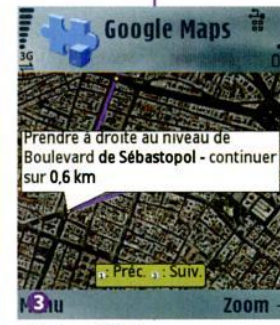 Google Maps
3G
Prendre à droite au niveau de
Boulevard de Sébastopol - continuer
sur 0,6 km
: Préc. : Suiv.
3
Zoom -